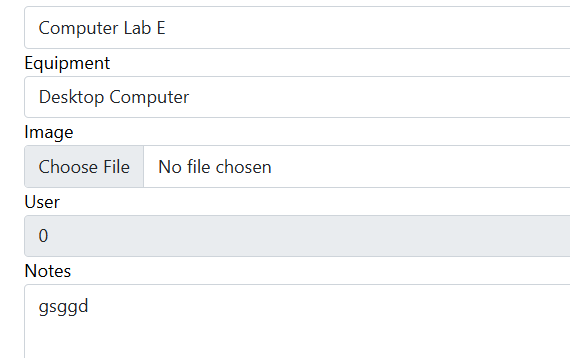 Computer Lab E
Equipment
Desktop Computer
Image
Choose File No file chosen
User
0
Notes
gsggd